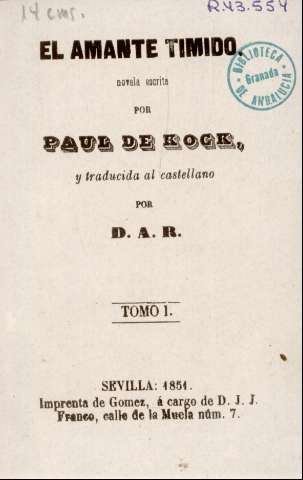 14 cms.
R.43.554
EL AMANTE TIMIDO,
BIBLIOTECA
DE ANDALUCIA
Granada
novela escrita
POR
PAUL DE KOCK,
y traducida al castellano
POR
D. A. R.
TOMO I.
SEVILLA: 1851.
Imprenta de Gomez, á cargo de D. J. J.
Franco, calle de la Muela núm. 7.